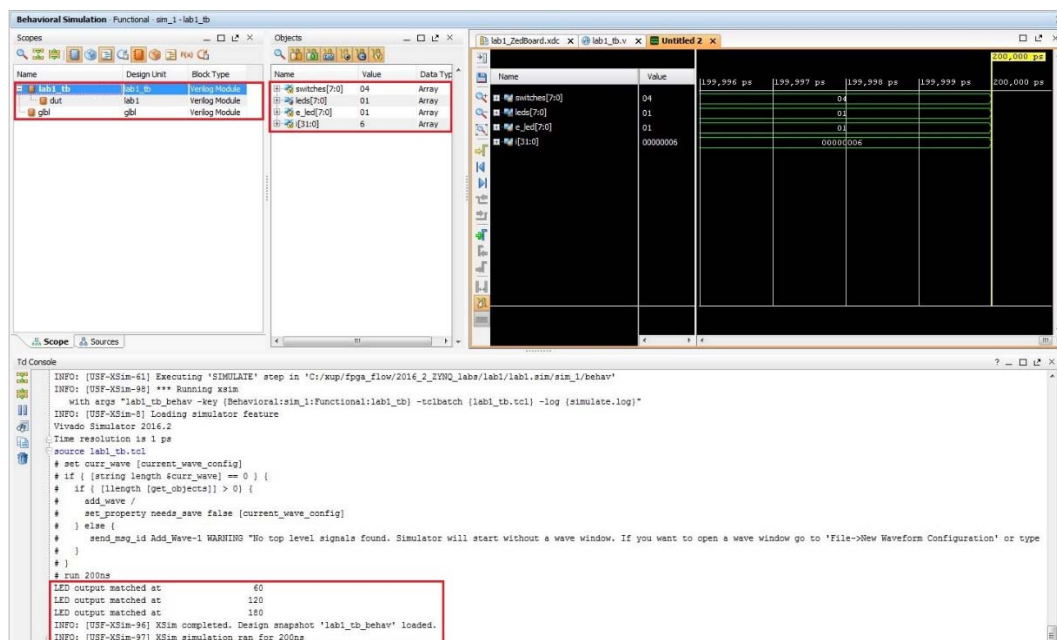 Behavioral Simulation - Functional - sim_1 - lab1_tb
Scopes
Name Design Unit Block Type
lab1_tb lab1_tb Verilog Module
dut lab1 Verilog Module
glbl glbl Verilog Module
Scope Sources
Objects
Name Value Data Typ
switches[7:0] 04 Array
leds[7:0] 01 Array
e_led[7:0] 01 Array
i[31:0] 6 Array
lab1_ZedBoard.xdc lab1_tb.v Untitled 2
200,000 ps
Name Value 199,996 ps 199,997 ps 199,998 ps 199,999 ps 200,000 ps
switches[7:0] 04 04
leds[7:0] 01 01
e_led[7:0] 01 01
i[31:0] 00000006 00000006
Tcl Console
INFO: [USF-XSim-61] Executing 'SIMULATE' step in 'C:/xup/fpga_flow/2016_2_ZYNQ_labs/lab1/lab1.sim/sim_1/behav'
INFO: [USF-XSim-98] *** Running xsim
with args "lab1_tb_behav -key {Behavioral:sim_1:Functional:lab1_tb} -tclbatch {lab1_tb.tcl} -log {simulate.log}"
INFO: [USF-XSim-8] Loading simulator feature
Vivado Simulator 2016.2
Time resolution is 1 ps
source lab1_tb.tcl
# set curr_wave [current_wave_config]
# if { [string length $curr_wave] == 0 } {
#   if { [llength [get_objects]] > 0} {
#     add_wave /
#     set_property needs_save false [current_wave_config]
#   } else {
#     send_msg_id Add_Wave-1 WARNING "No top level signals found. Simulator will start without a wave window. If you want to open a wave window go to 'File->New Waveform Configuration' or type
#   }
# }
# run 200ns
LED output matched at 60
LED output matched at 120
LED output matched at 180
INFO: [USF-XSim-96] XSim completed. Design snapshot 'lab1_tb_behav' loaded.
INFO: [USF-XSim-97] XSim simulation ran for 200ns